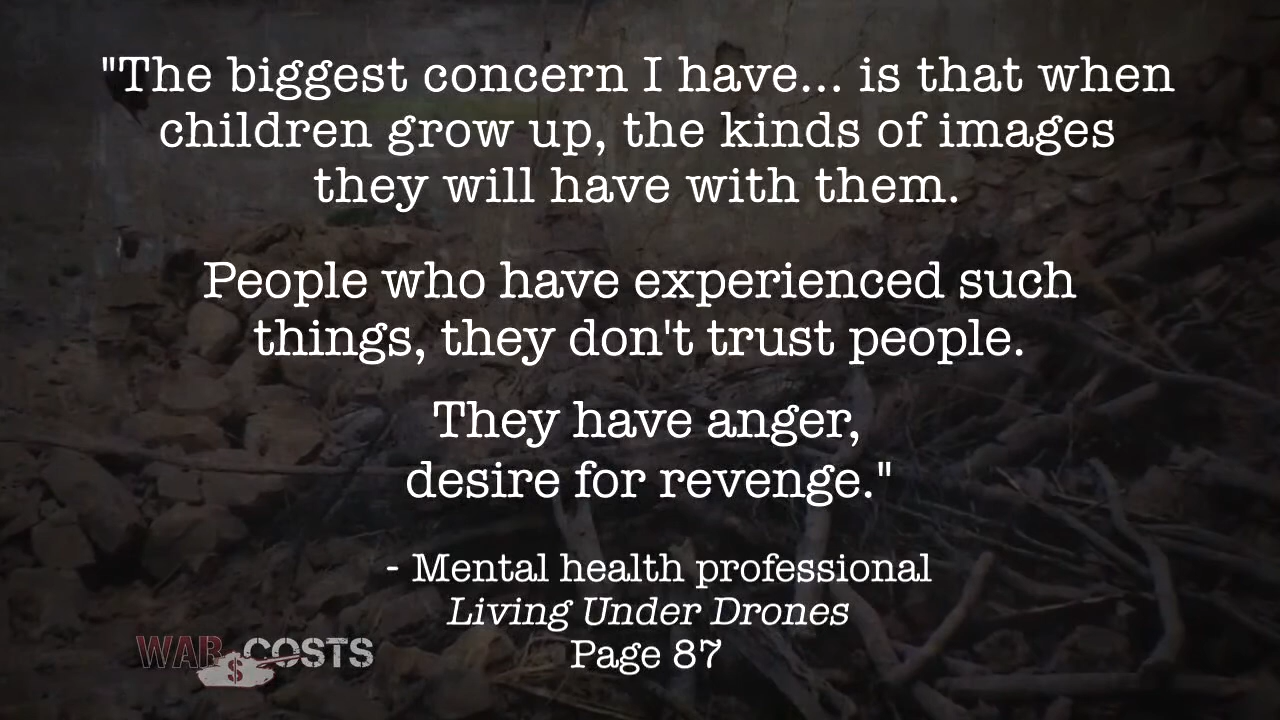 "The biggest concern I have... is that when
children grow up, the kinds of images
they will have with them.
People who have experienced such
things, they don't trust people.
They have anger,
desire for revenge."
- Mental health professional
Living Under Drones
Page 87
WAR COSTS
$